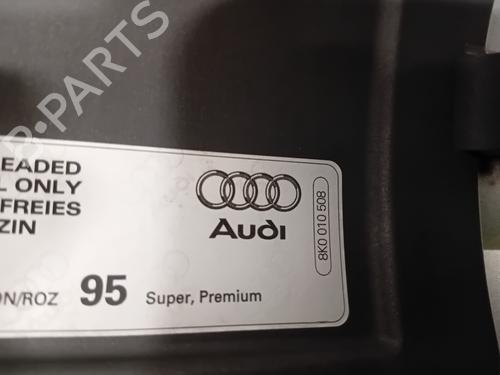 EADED
L ONLY
FREIES
ZIN
ON/ROZ 95 Super, Premium
Audi
8K0 010 508
B-PARTS